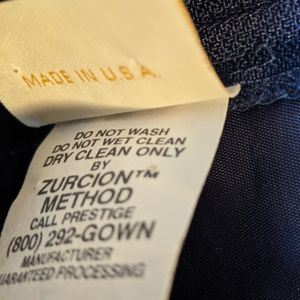 MADE IN U.S.A.
DO NOT WASH
DO NOT WET CLEAN
DRY CLEAN ONLY
BY
ZURCION™
METHOD
CALL PRESTIGE
(800) 292-GOWN
MANUFACTURER
GUARANTEED PROCESSING